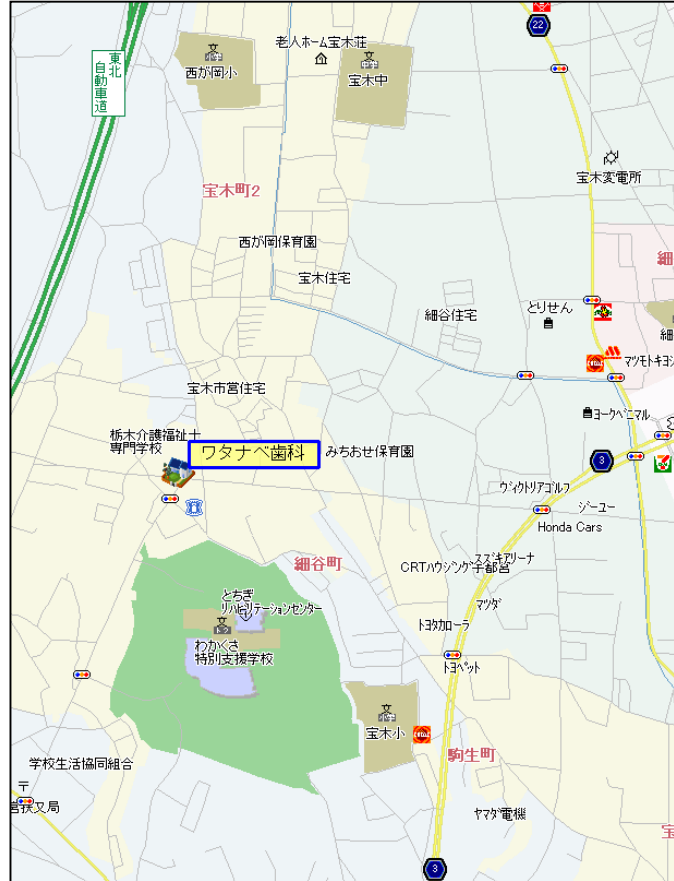 22
東北
自動車道
西が岡小
老人ホーム宝木荘
宝木中
宝木変電所
宝木町2
西が岡保育園
宝木住宅
細谷住宅
とりせん
細
細
マツモトキヨシ
宝木市営住宅
ヨークベニマル
栃木介護福祉士
専門学校
ワタナベ歯科
みちおせ保育園
3
ヴィクトリアゴルフ
ジーユー
Honda Cars
細谷町
スズキアリーナ
CRTハウジング宇都宮
とちぎ
リハビリテーションセンター
マツダ
トヨタカローラ
わかくさ
特別支援学校
トヨペット
宝木小
駒生町
学校生活協同組合
宮狭又局
ヤマダ電機
宝
3